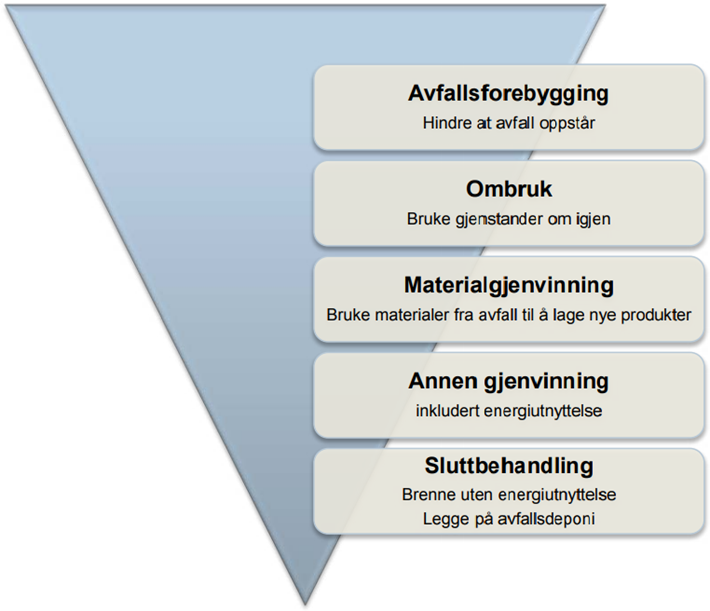 Avfallsforebygging
Hindre at avfall oppstår
Ombruk
Bruke gjenstander om igjen
Materialgjenvinning
Bruke materialer fra avfall til å lage nye produkter
Annen gjenvinning
inkludert energiutnyttelse
Sluttbehandling
Brenne uten energiutnyttelse
Legge på avfallsdeponi